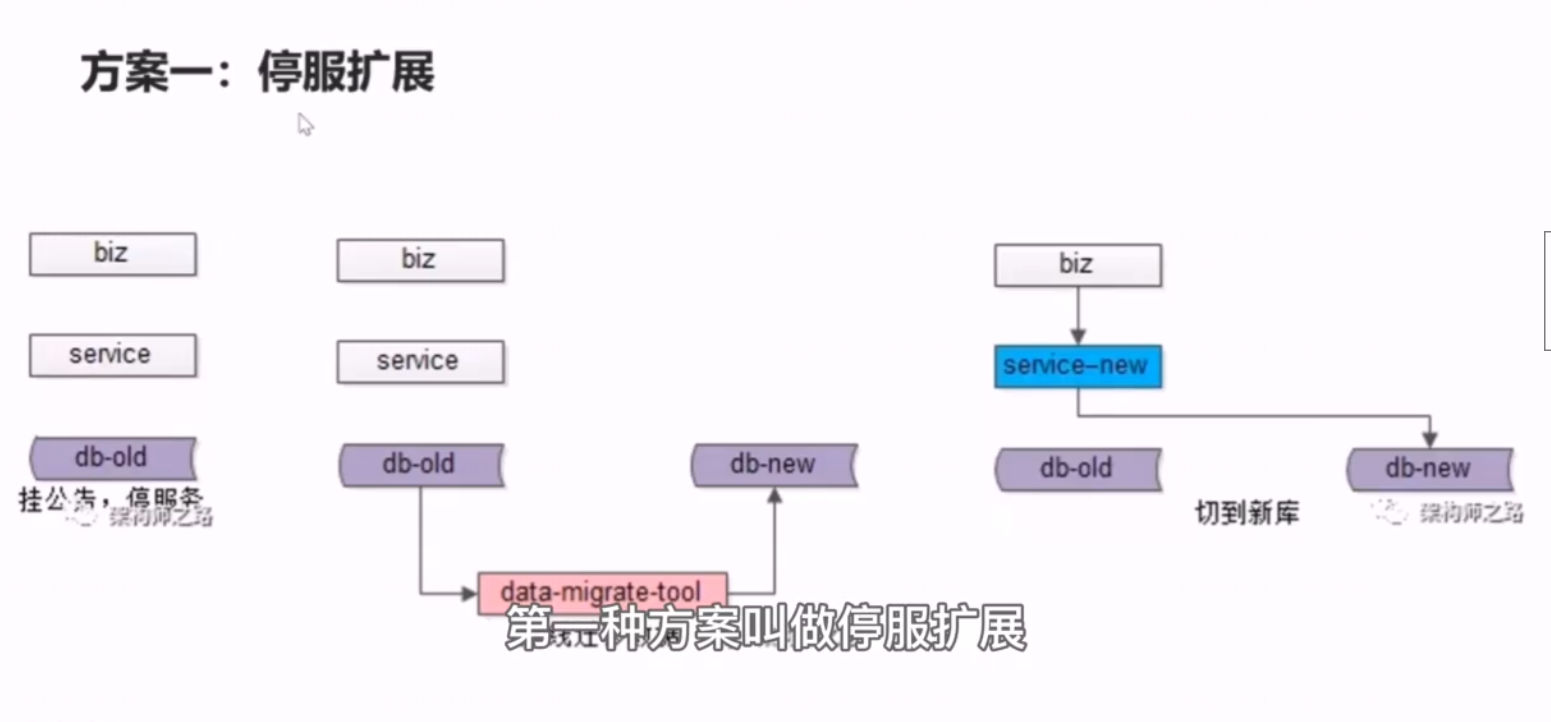 方案一：停服扩展
biz
service
db-old
挂公告，停服务
架构师之路
biz
service
db-old
db-new
data-migrate-tool
biz
service-new
db-old
db-new
切到新库
架构师之路
第一种方案叫做停服扩展